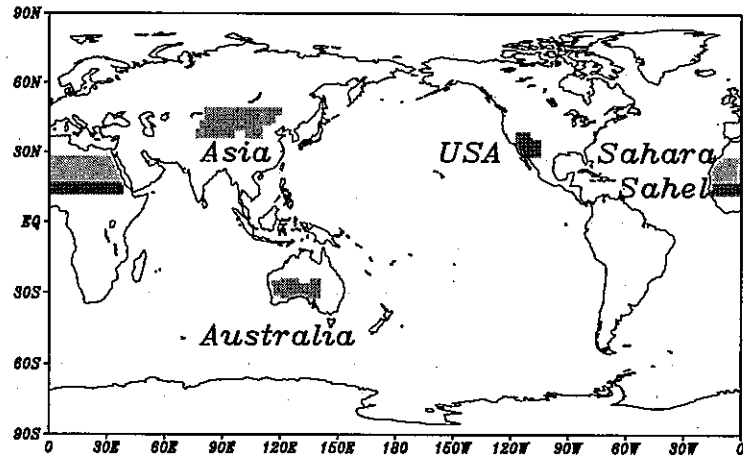 90N
60N
30N
EQ
30S
60S
90S
Asia
USA
Sahara
Sahel
Australia
0 30E 60E 90E 120E 150E 180 150W 120W 90W 60W 30W 0